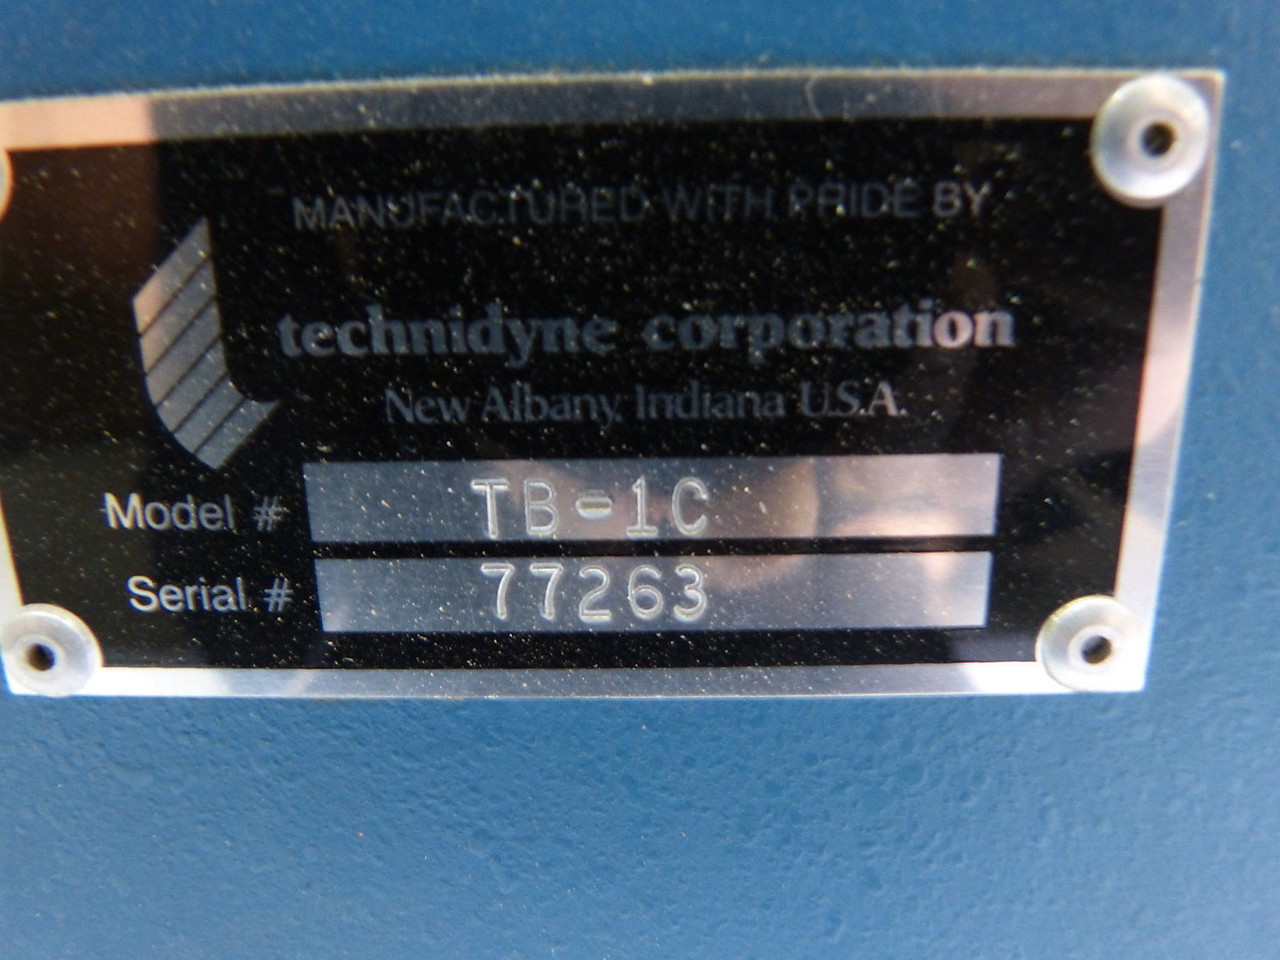 MANUFACTURED WITH PRIDE BY
technidyne corporation
New Albany, Indiana U.S.A.
Model # TB-1C
Serial # 77263